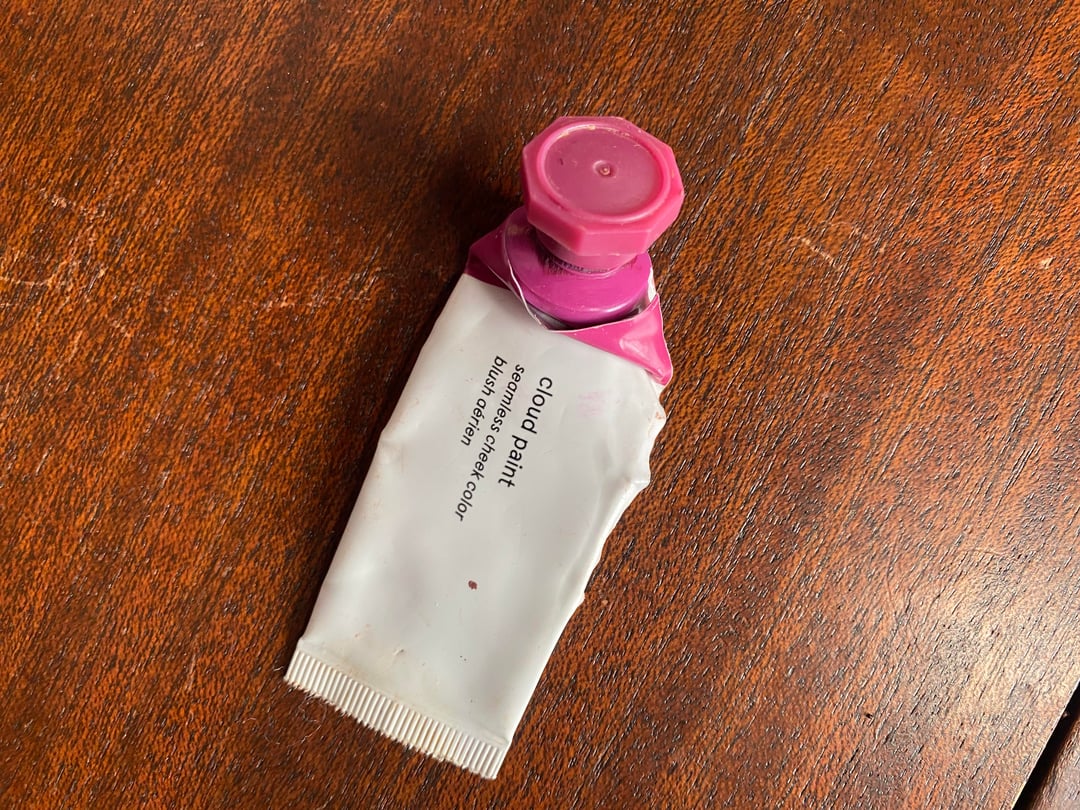 cloud paint
seamless cheek color
blush aérien